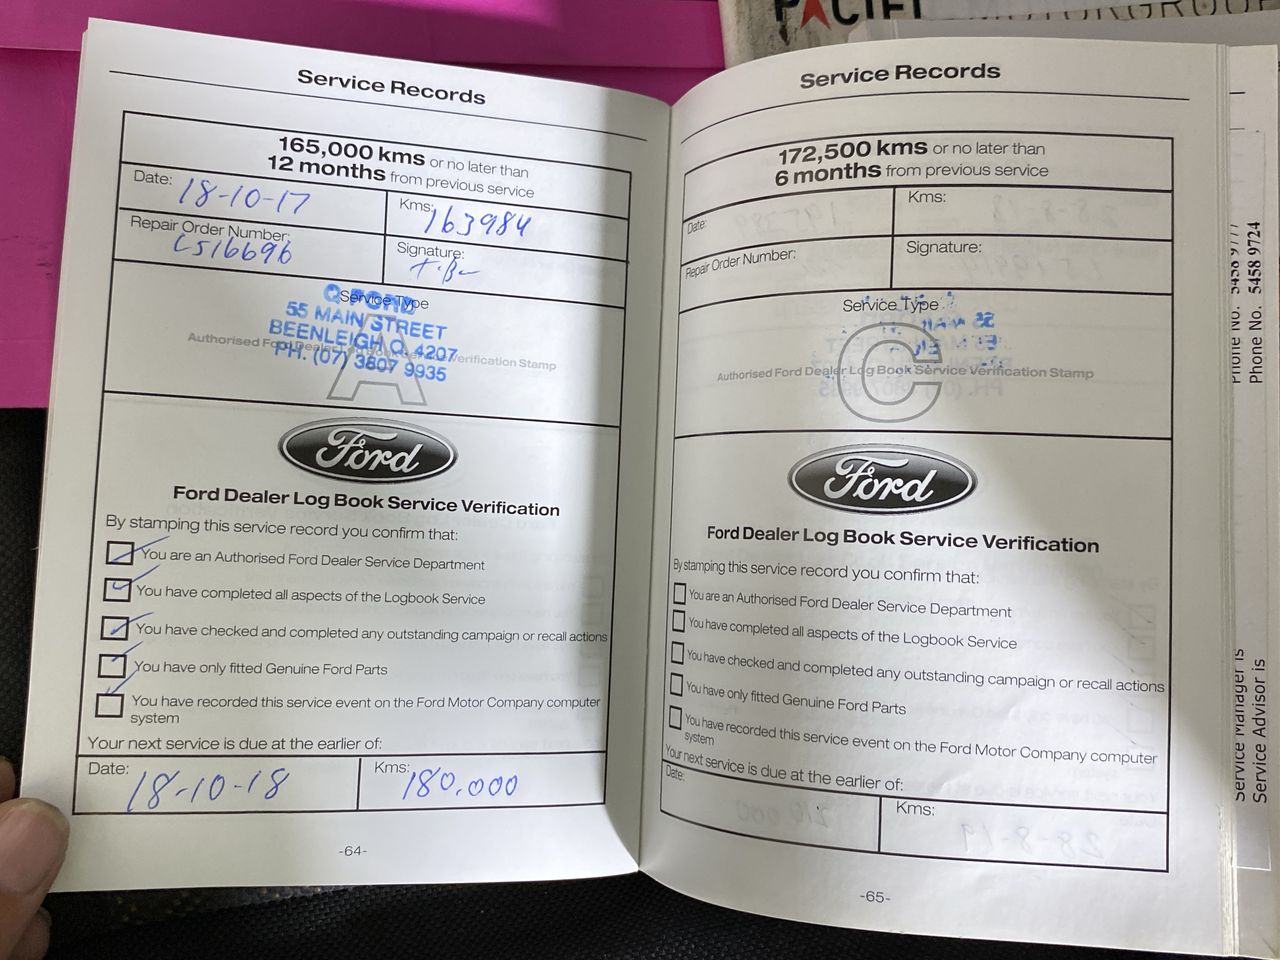 PACIFI MOTORGROUP
Service Records
165,000 kms or no later than
12 months from previous service
Date: 18-10-17
Kms: 163984
Repair Order Number: C516696
Signature:
Service Type
Q FORD
55 MAIN STREET
BEENLEIGH Q. 4207
PH. (07) 3807 9935
Authorised Ford Dealer Log Book Service Verification Stamp
A
Ford
Ford Dealer Log Book Service Verification
By stamping this service record you confirm that:
You are an Authorised Ford Dealer Service Department
You have completed all aspects of the Logbook Service
You have checked and completed any outstanding campaign or recall actions
You have only fitted Genuine Ford Parts
You have recorded this service event on the Ford Motor Company computer
system
Your next service is due at the earlier of:
Date: 18-10-18
Kms: 180.000
-64-
Service Records
172,500 kms or no later than
6 months from previous service
Date:
Kms:
Repair Order Number:
Signature:
Service Type
C
Authorised Ford Dealer Log Book Service Verification Stamp
Ford
Ford Dealer Log Book Service Verification
By stamping this service record you confirm that:
You are an Authorised Ford Dealer Service Department
You have completed all aspects of the Logbook Service
You have checked and completed any outstanding campaign or recall actions
You have only fitted Genuine Ford Parts
You have recorded this service event on the Ford Motor Company computer
system
Your next service is due at the earlier of:
Date:
Kms:
-65-
Service Manager is
Phone No. 5458 9777
Service Advisor is
Phone No. 5458 9724